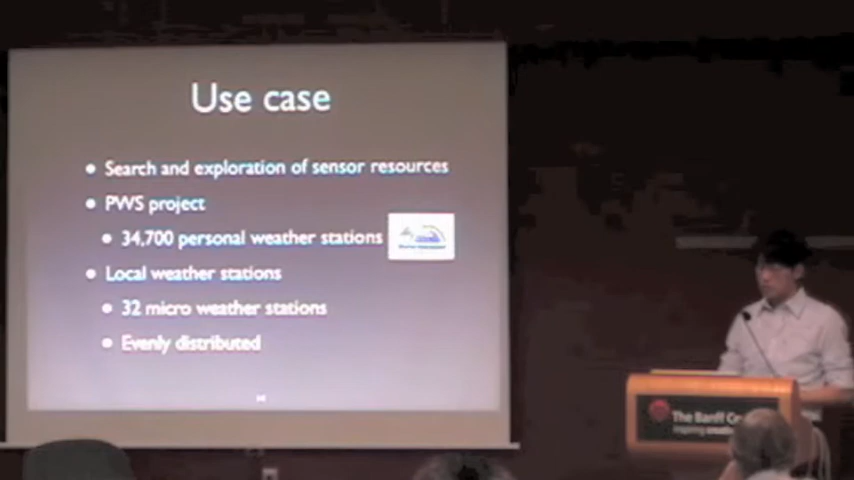 Use case
Search and exploration of sensor resources
PWS project
34,700 personal weather stations
Local weather stations
32 micro weather stations
Evenly distributed
The Banff
inspiring